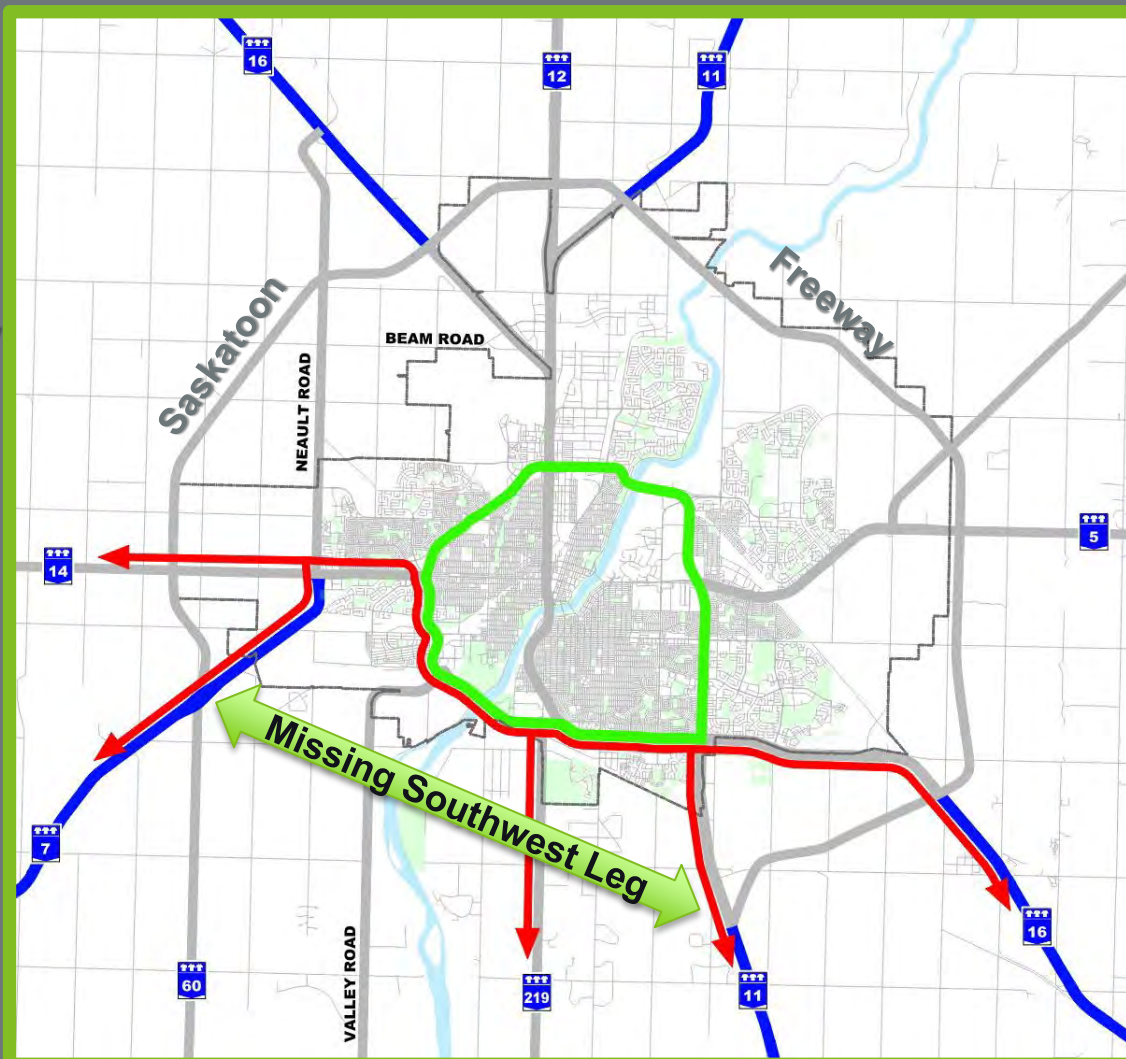 16
12
11
Saskatoon
Freeway
BEAM ROAD
NEAULT ROAD
5
14
Missing Southwest Leg
7
16
60
VALLEY ROAD
219
11